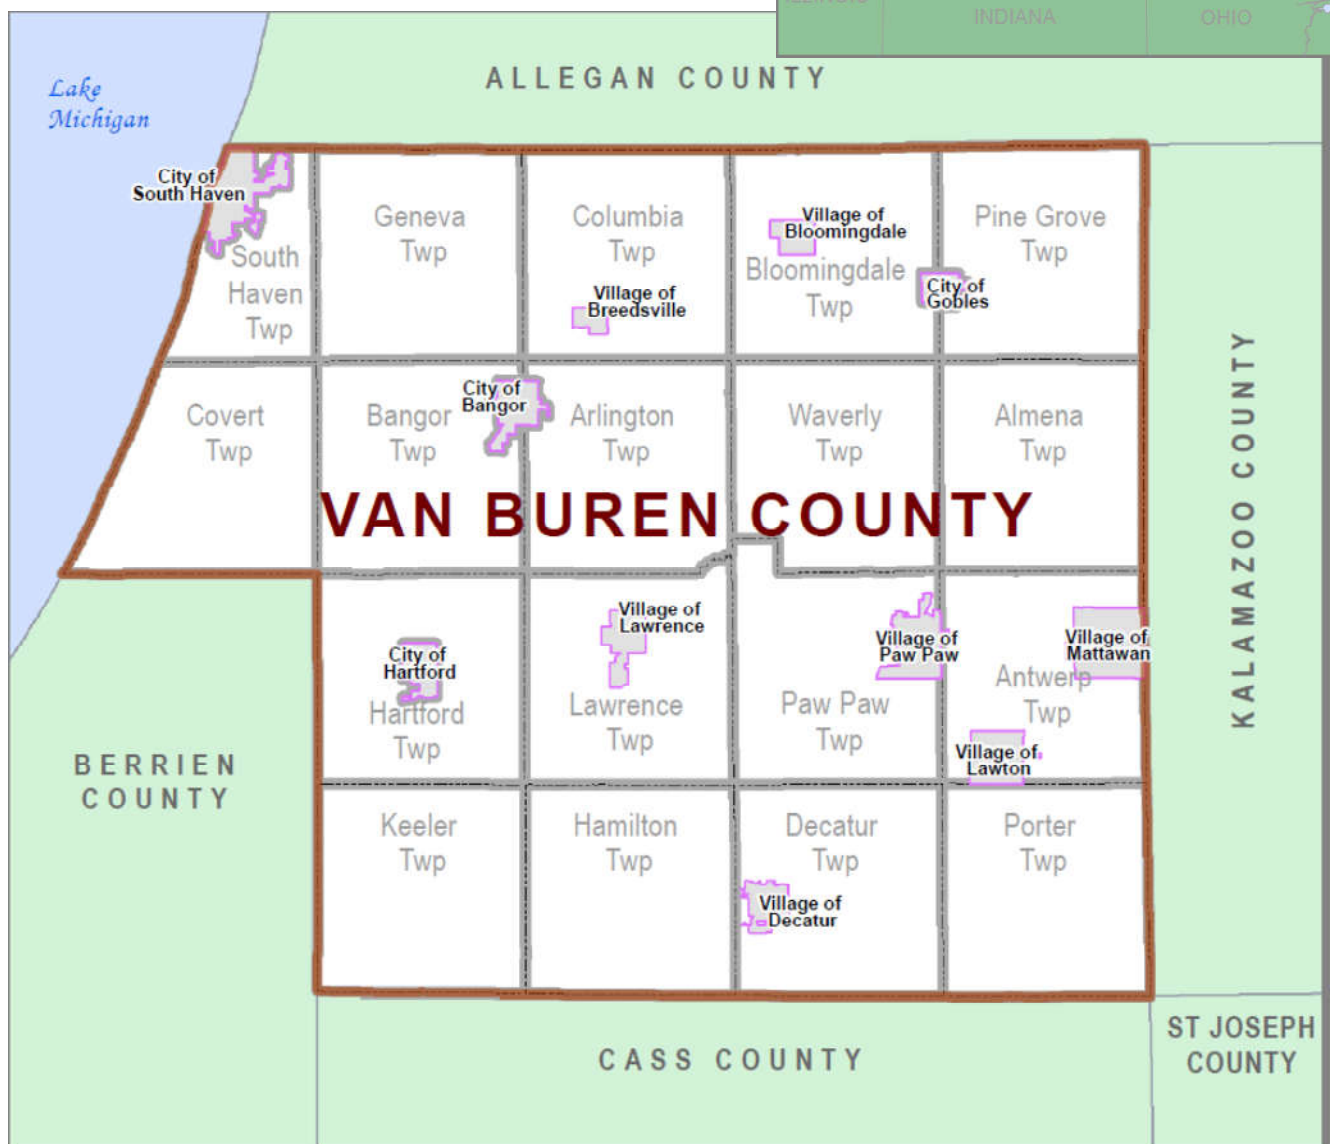 ILLINOIS
INDIANA
OHIO
ALLEGAN COUNTY
Lake
Michigan
City of
South Haven
South
Haven
Twp
Geneva
Twp
Columbia
Twp
Village of
Breedsville
Village of
Bloomingdale
Bloomingdale
Twp
Pine Grove
Twp
City of
Gobles
Covert
Twp
Bangor
Twp
City of
Bangor
Arlington
Twp
Waverly
Twp
Almena
Twp
VAN BUREN COUNTY
KALAMAZOO COUNTY
City of
Hartford
Hartford
Twp
Village of
Lawrence
Lawrence
Twp
Village of
Paw Paw
Paw Paw
Twp
Village of
Mattawan
Antwerp
Twp
Village of
Lawton
BERRIEN
COUNTY
Keeler
Twp
Hamilton
Twp
Decatur
Twp
Village of
Decatur
Porter
Twp
CASS COUNTY
ST JOSEPH
COUNTY